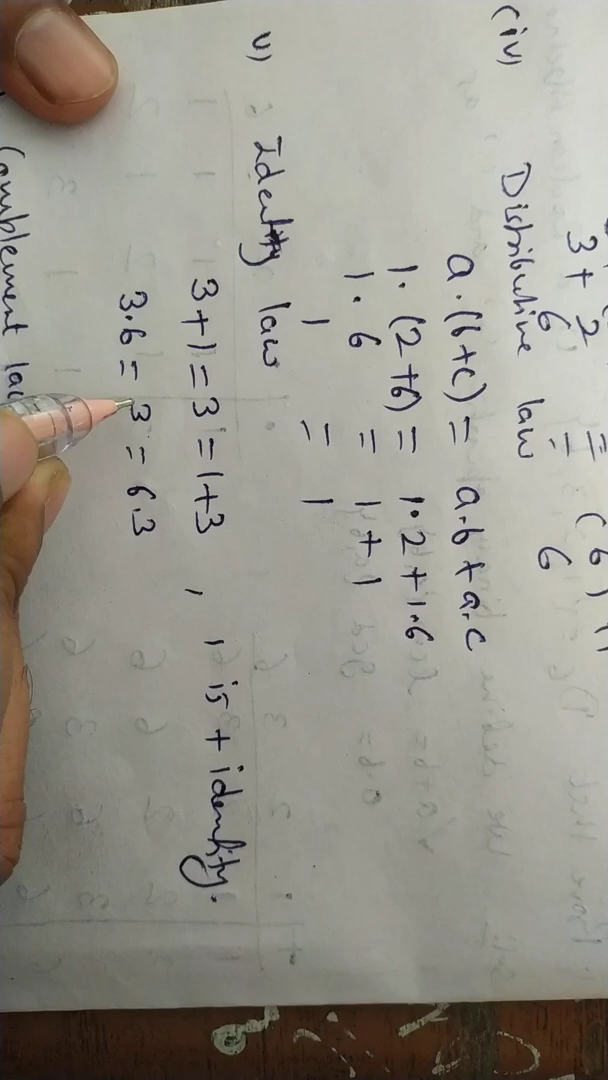 3 + 2 = (6)
6 = 6
(iv) Distributive law
a.(b+c) = a.b + a.c
1.(2+6) = 1.2 + 1.6
1.6 = 1+1
1 = 1
v) Identity law
3+1 = 3 = 1+3 , 1 is + identity.
3.6 = 3 = 6.3
Complement law